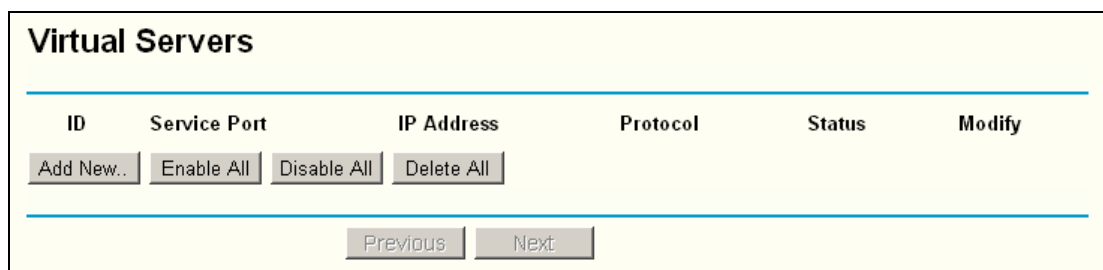 Virtual Servers
ID Service Port IP Address Protocol Status Modify
Add New.. Enable All Disable All Delete All
Previous Next